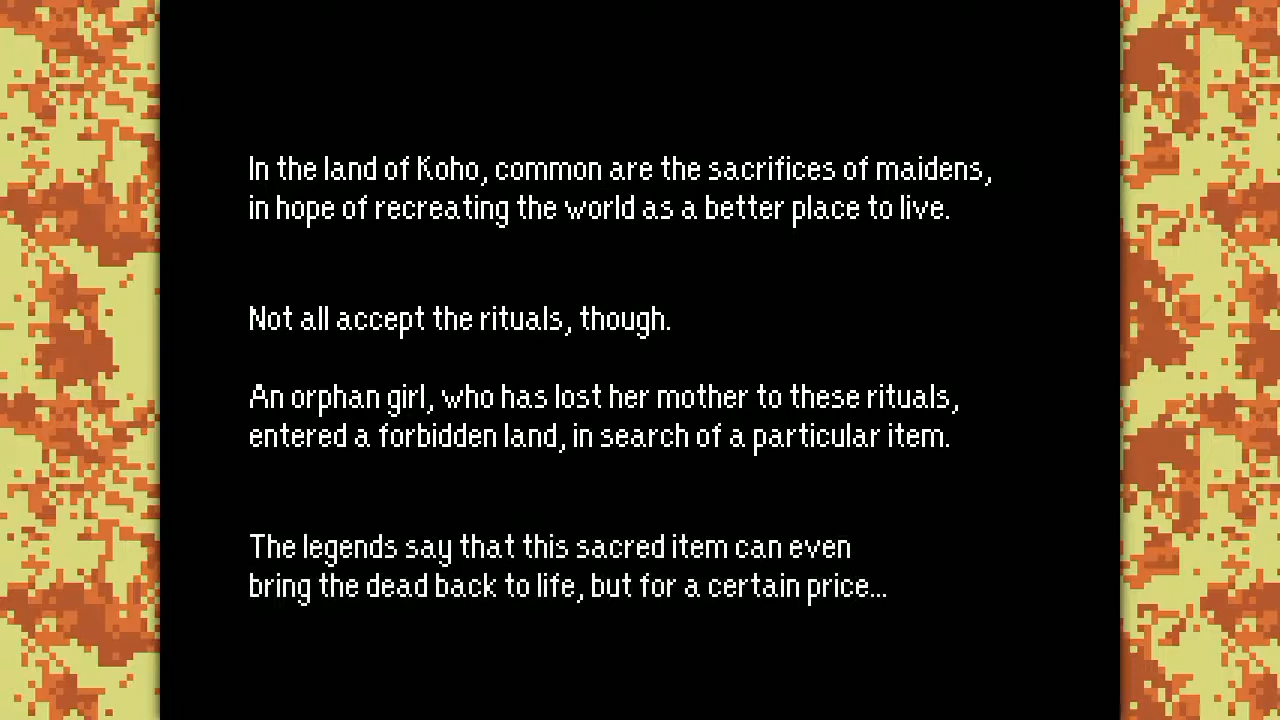 In the land of Koho, common are the sacrifices of maidens,
in hope of recreating the world as a better place to live.
Not all accept the rituals, though.
An orphan girl, who has lost her mother to these rituals,
entered a forbidden land, in search of a particular item.
The legends say that this sacred item can even
bring the dead back to life, but for a certain price...